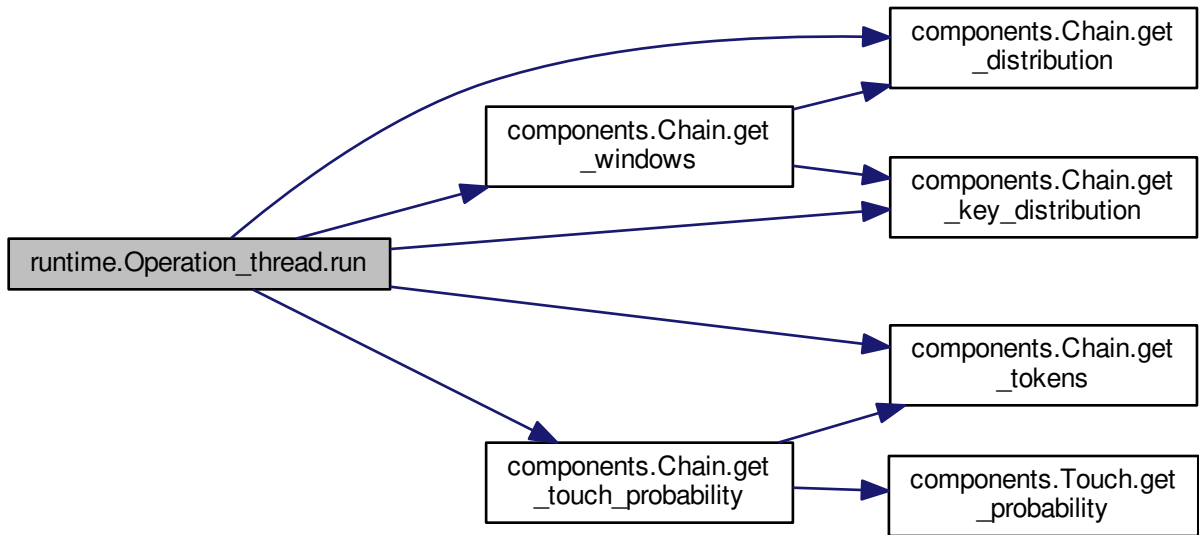 components.Chain.get
_distribution
components.Chain.get
_windows
components.Chain.get
_key_distribution
runtime.Operation_thread.run
components.Chain.get
_tokens
components.Chain.get
_touch_probability
components.Touch.get
_probability